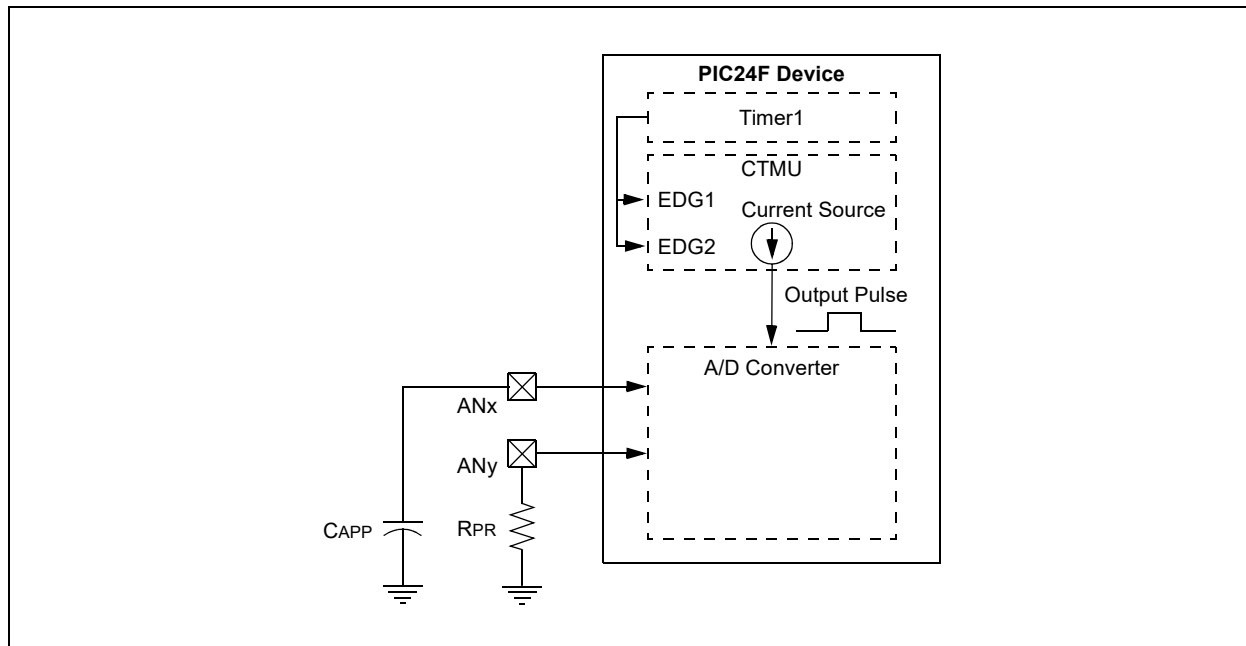 PIC24F Device
Timer1
CTMU
EDG1
Current Source
EDG2
Output Pulse
A/D Converter
ANx
ANy
CAPP
RPR